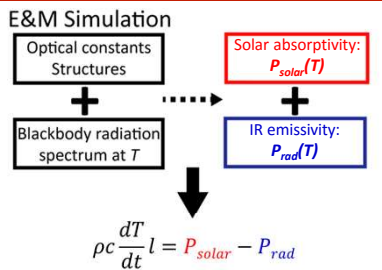 E&M Simulation
Optical constants
Structures
+
Blackbody radiation
spectrum at T
Solar absorptivity:
P_solar(T)
+
IR emissivity:
P_rad(T)
ρc dT/dt l = P_solar − P_rad